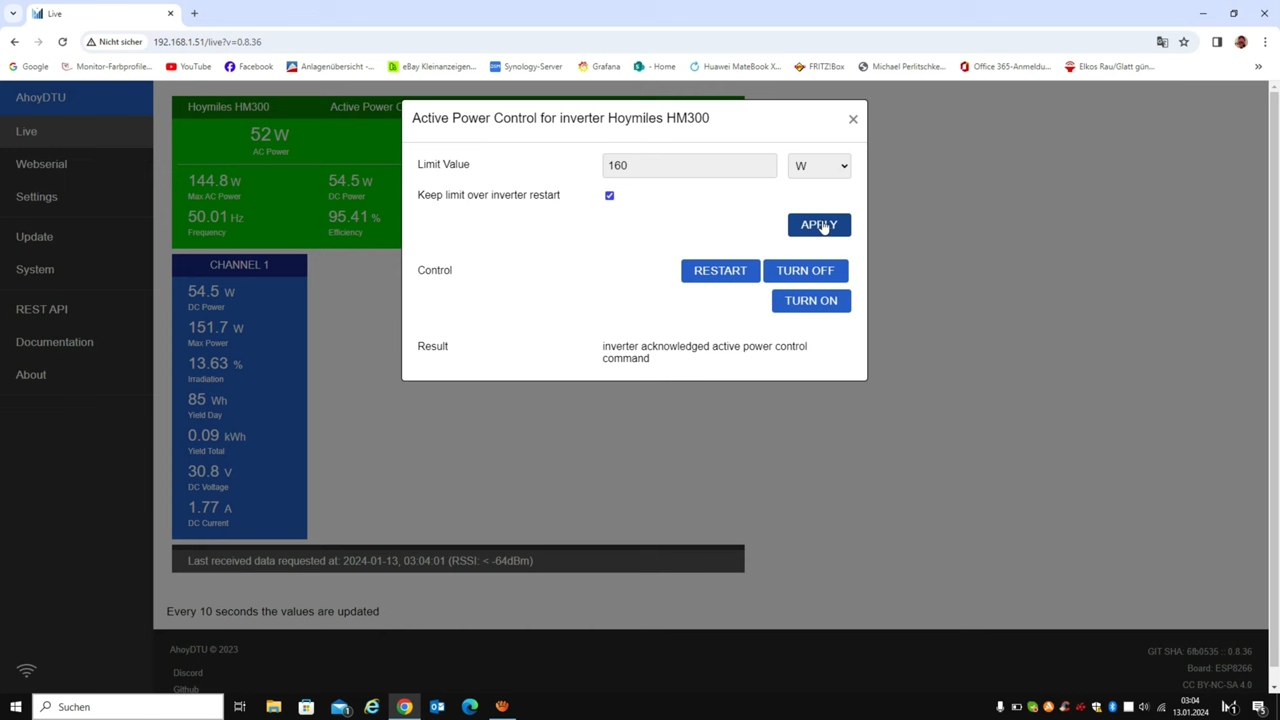 Live
Nicht sicher
192.168.1.51/live?v=0.8.36
Google
Monitor-Farbprofile...
YouTube
Facebook
Anlagenübersicht -...
eBay Kleinanzeigen...
Synology-Server
Grafana
- Home
Huawei MateBook X...
FRITZ!Box
Michael Perlitschke...
Office 365-Anmeldu...
Elkos Rau/Glatt gün...
AhoyDTU
Live
Webserial
Settings
Update
System
REST API
Documentation
About
Hoymiles HM300
Active Power C
52 W
AC Power
144.8 W
Max AC Power
54.5 W
DC Power
50.01 Hz
Frequency
95.41 %
Efficiency
CHANNEL 1
54.5 W
DC Power
151.7 W
Max Power
13.63 %
Irradiation
85 Wh
Yield Day
0.09 kWh
Yield Total
30.8 V
DC Voltage
1.77 A
DC Current
Last received data requested at: 2024-01-13, 03:04:01 (RSSI: < -64dBm)
Every 10 seconds the values are updated
Active Power Control for inverter Hoymiles HM300
Limit Value
160
W
Keep limit over inverter restart
APPLY
Control
RESTART
TURN OFF
TURN ON
Result
inverter acknowledged active power control
command
AhoyDTU © 2023
Discord
Github
GIT SHA: 6fb0535 :: 0.8.36
Board: ESP8266
CC BY-NC-SA 4.0
Suchen
03:04
13.01.2024